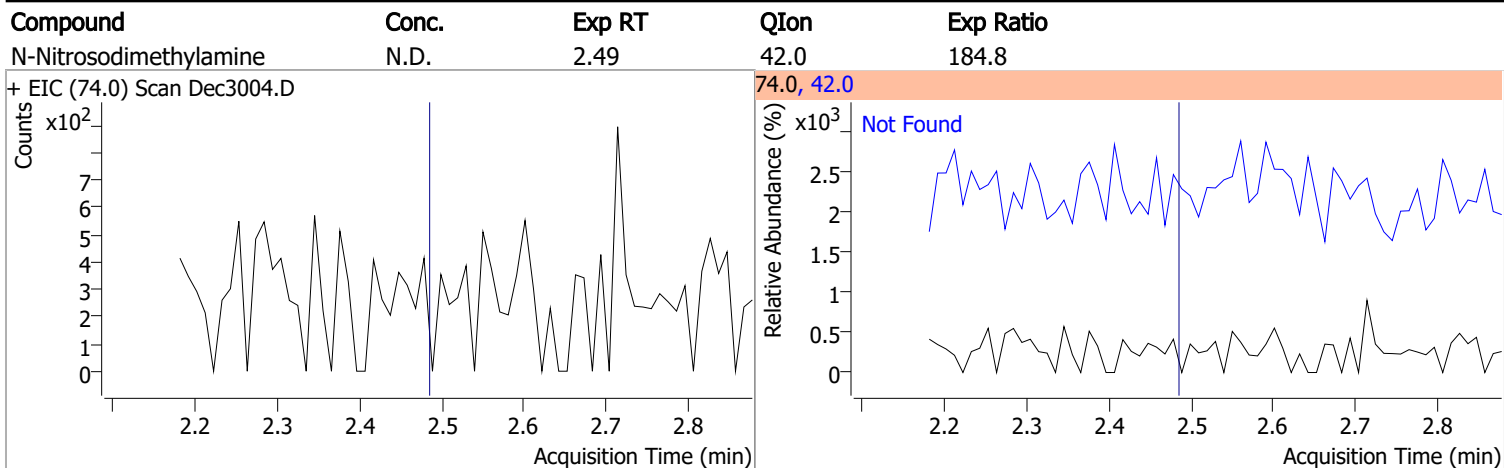 Compound Conc. Exp RT QIon Exp Ratio
N-Nitrosodimethylamine N.D. 2.49 42.0 184.8
+ EIC (74.0) Scan Dec3004.D
Counts
x10²
7
6
5
4
3
2
1
0
2.2 2.3 2.4 2.5 2.6 2.7 2.8
Acquisition Time (min)
74.0, 42.0
Relative Abundance (%)
x10³
Not Found
2.5
2
1.5
1
0.5
0
2.2 2.3 2.4 2.5 2.6 2.7 2.8
Acquisition Time (min)